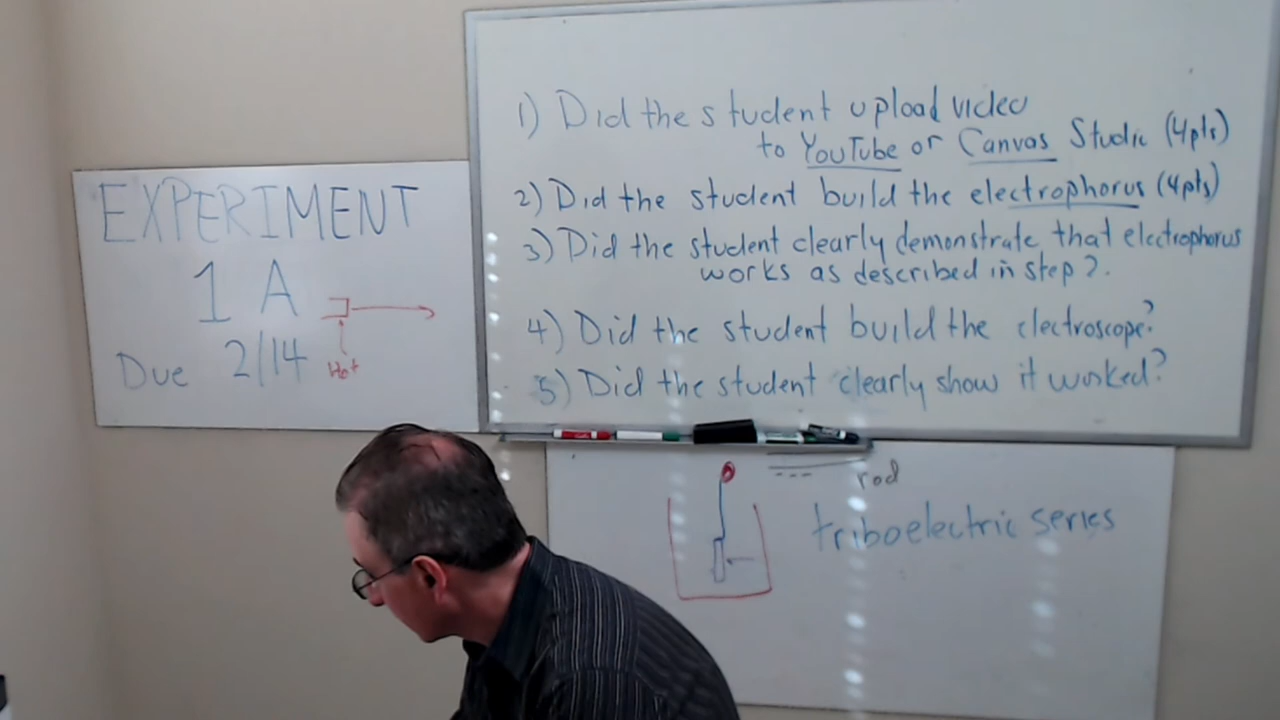 EXPERIMENT
1 A
Due 2/14
Hot
1) Did the student upload video
to YouTube or Canvas Studio (4pts)
2) Did the student build the electrophorus (4pts)
3) Did the student clearly demonstrate that electrophorus
works as described in step ?.
4) Did the student build the electroscope?
5) Did the student clearly show it worked?
rod
triboelectric series